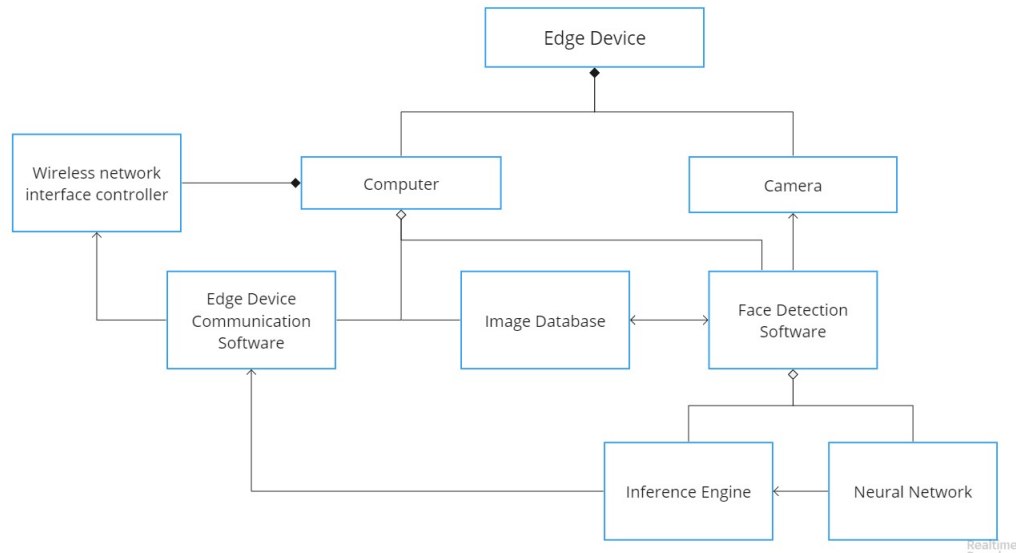 Edge Device
Wireless network
interface controller
Computer
Camera
Edge Device
Communication
Software
Image Database
Face Detection
Software
Inference Engine
Neural Network
Realtime